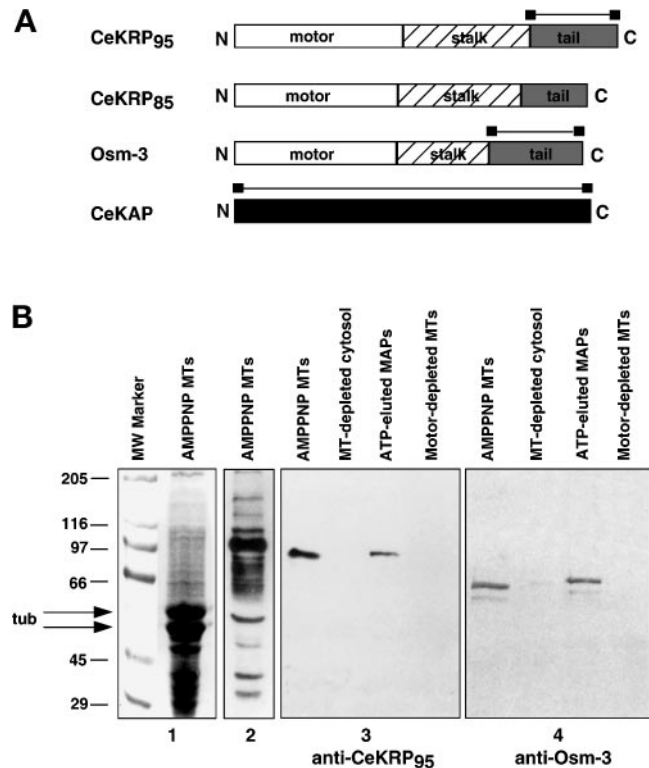 A
CeKRP95 N motor stalk tail C
CeKRP85 N motor stalk tail C
Osm-3 N motor stalk tail C
CeKAP N C
B
MW Marker
AMPPNP MTs
AMPPNP MTs
AMPPNP MTs
MT-depleted cytosol
ATP-eluted MAPs
Motor-depleted MTs
AMPPNP MTs
MT-depleted cytosol
ATP-eluted MAPs
Motor-depleted MTs
205
116
97
66
tub
45
29
1 2 3 4
anti-CeKRP95 anti-Osm-3